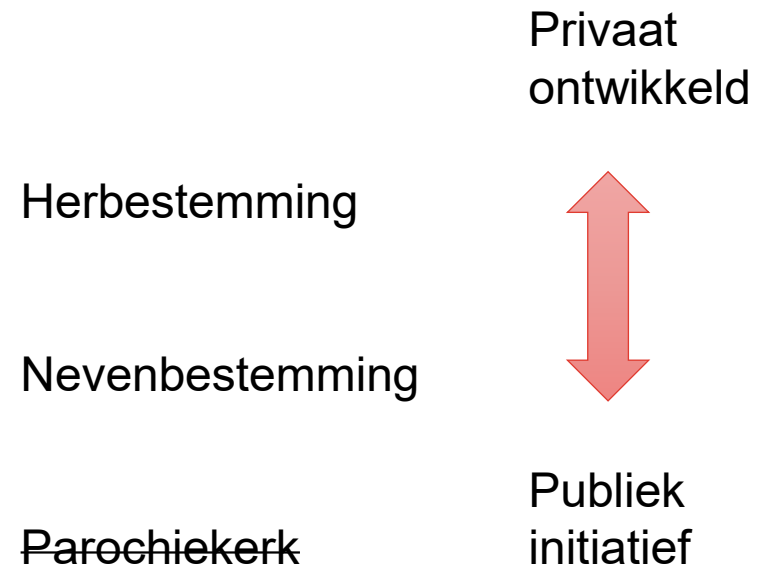 Privaat
ontwikkeld
Herbestemming
Nevenbestemming
Publiek
initiatief
Parochiekerk